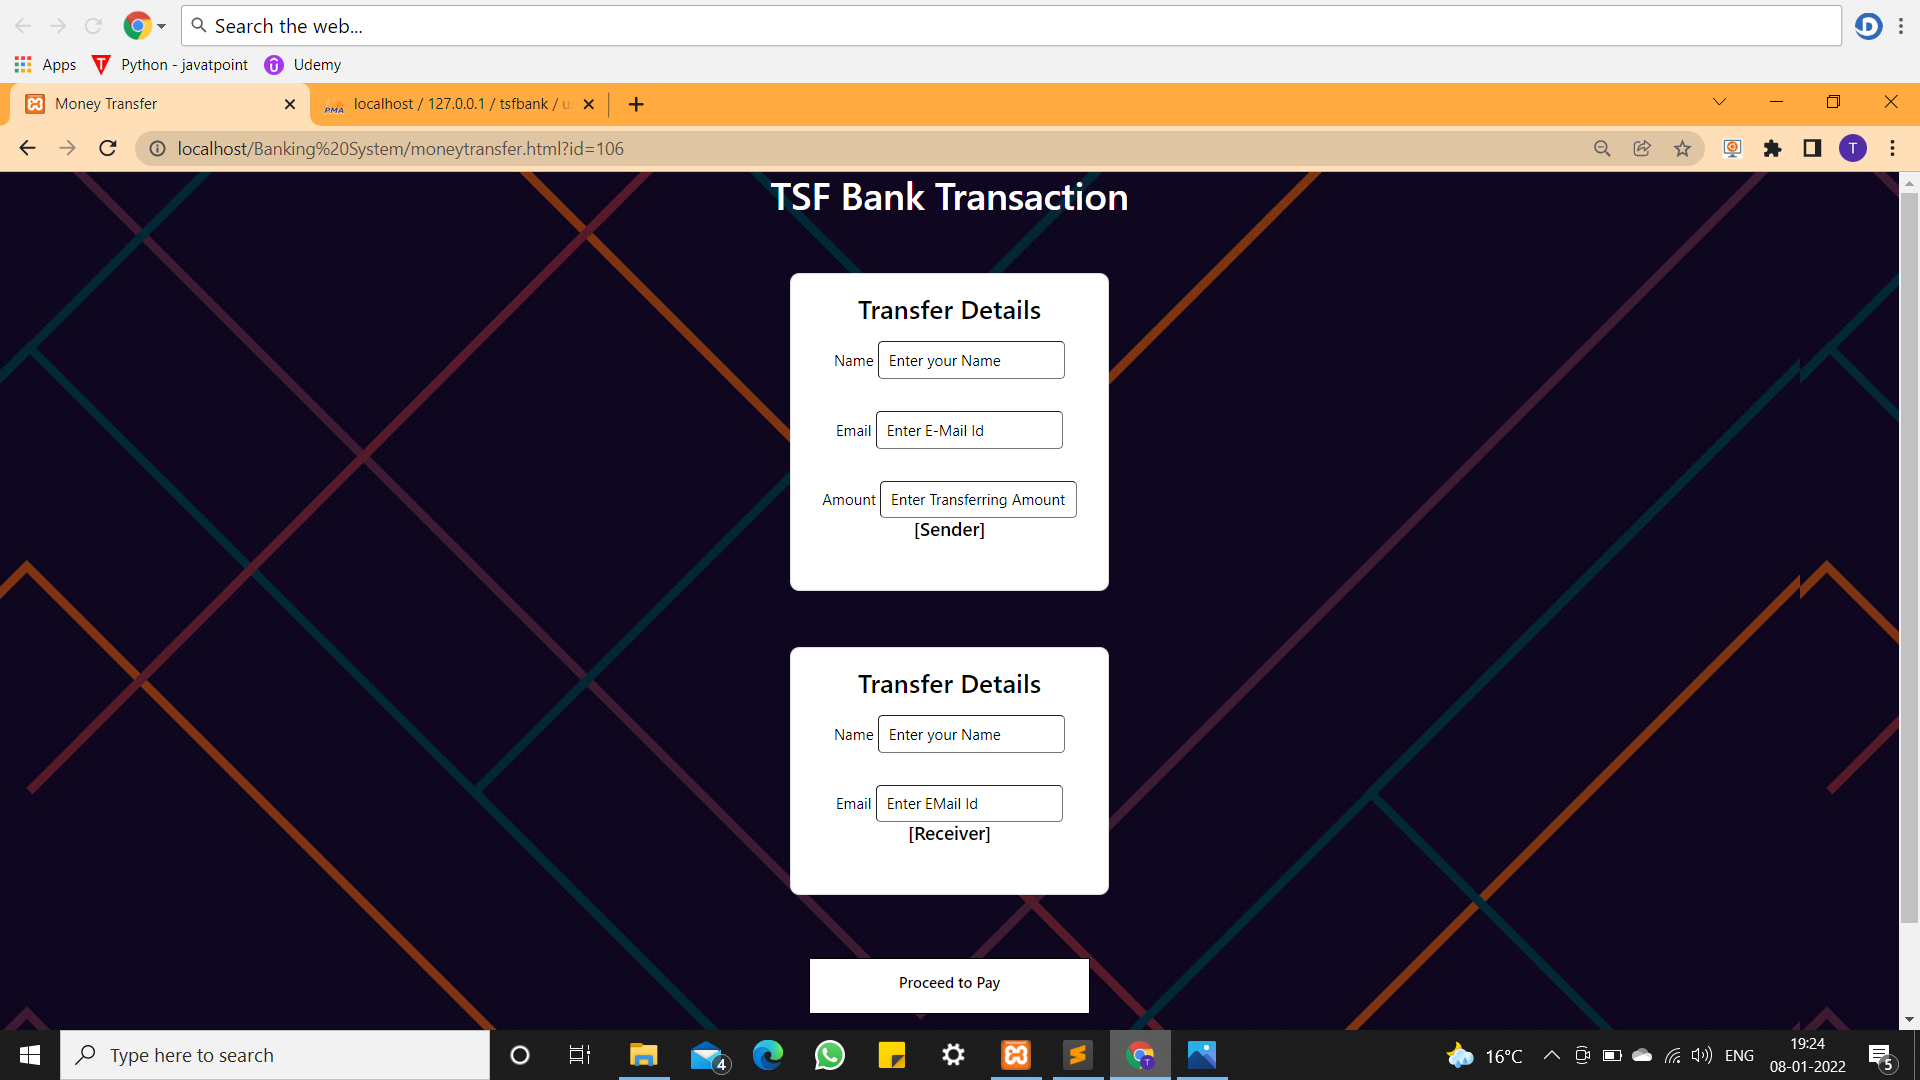 Search the web...
Apps
Python - javatpoint
Udemy
Money Transfer
PMA
localhost / 127.0.0.1 / tsfbank / u
localhost/Banking%20System/moneytransfer.html?id=106
T
TSF Bank Transaction
Transfer Details
Name Enter your Name
Email Enter E-Mail Id
Amount Enter Transferring Amount
[Sender]
Transfer Details
Name Enter your Name
Email Enter EMail Id
[Receiver]
Proceed to Pay
Type here to search
4
T
16°C
ENG
19:24
08-01-2022
5